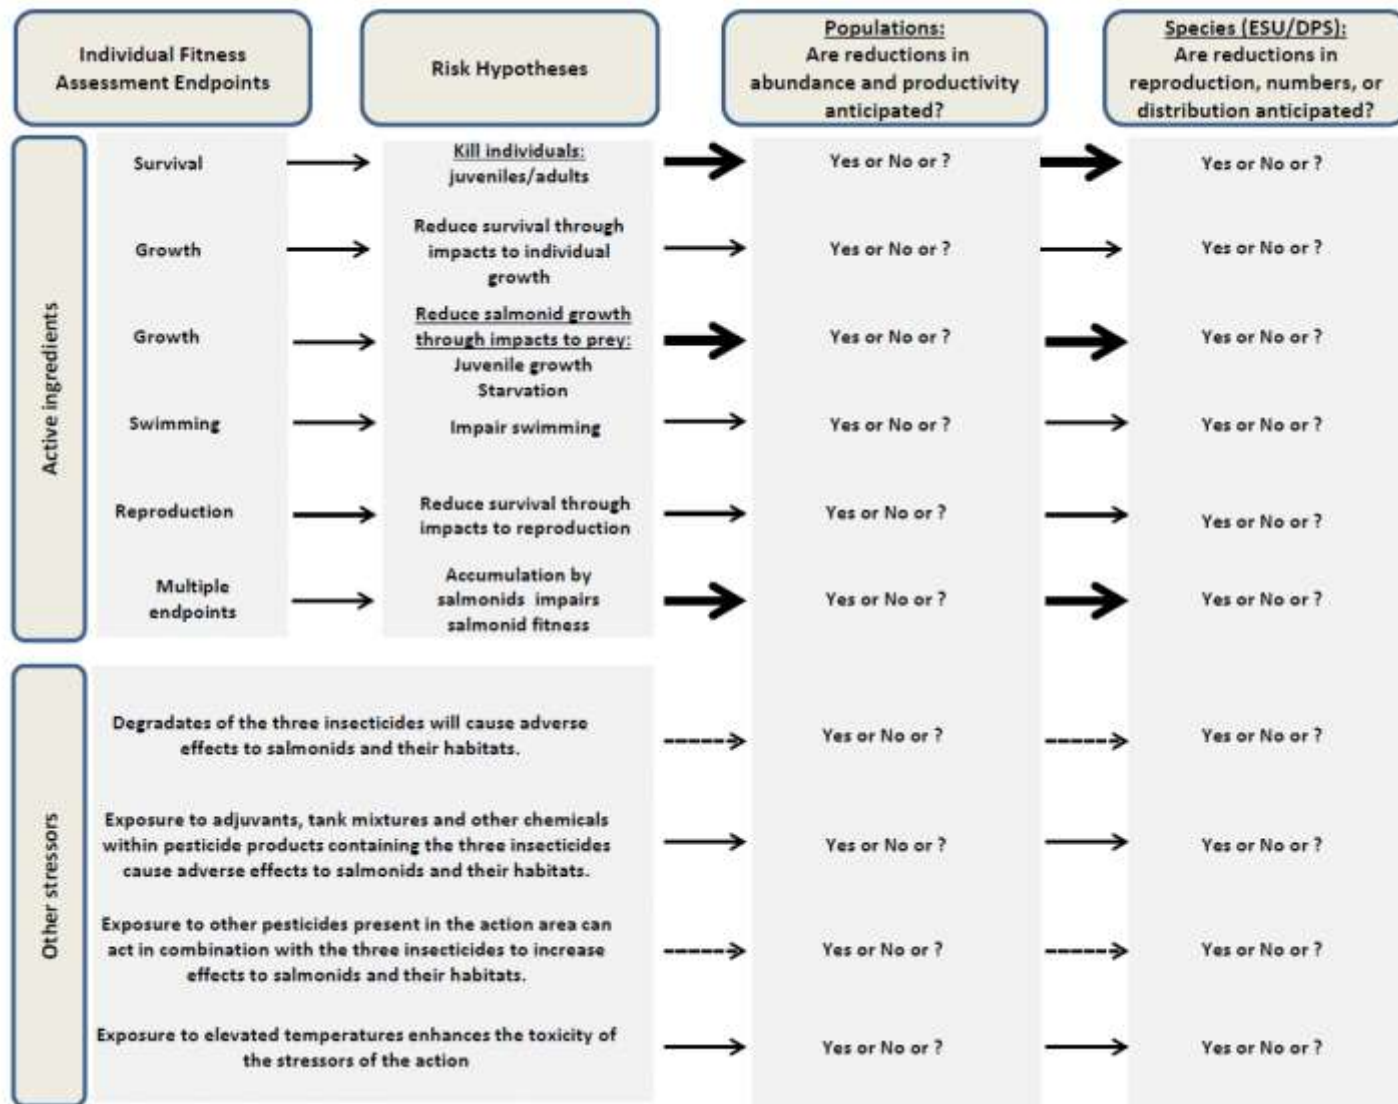 Individual Fitness
Assessment Endpoints
Risk Hypotheses
Populations:
Are reductions in
abundance and productivity
anticipated?
Species (ESU/DPS):
Are reductions in
reproduction, numbers, or
distribution anticipated?
Active ingredients
Survival
Kill individuals:
juveniles/adults
Yes or No or ?
Yes or No or ?
Growth
Reduce survival through
impacts to individual
growth
Yes or No or ?
Yes or No or ?
Growth
Reduce salmonid growth
through impacts to prey:
Juvenile growth
Starvation
Yes or No or ?
Yes or No or ?
Swimming
Impair swimming
Yes or No or ?
Yes or No or ?
Reproduction
Reduce survival through
impacts to reproduction
Yes or No or ?
Yes or No or ?
Multiple
endpoints
Accumulation by
salmonids impairs
salmonid fitness
Yes or No or ?
Yes or No or ?
Other stressors
Degradates of the three insecticides will cause adverse
effects to salmonids and their habitats.
Yes or No or ?
Yes or No or ?
Exposure to adjuvants, tank mixtures and other chemicals
within pesticide products containing the three insecticides
cause adverse effects to salmonids and their habitats.
Yes or No or ?
Yes or No or ?
Exposure to other pesticides present in the action area can
act in combination with the three insecticides to increase
effects to salmonids and their habitats.
Yes or No or ?
Yes or No or ?
Exposure to elevated temperatures enhances the toxicity of
the stressors of the action
Yes or No or ?
Yes or No or ?